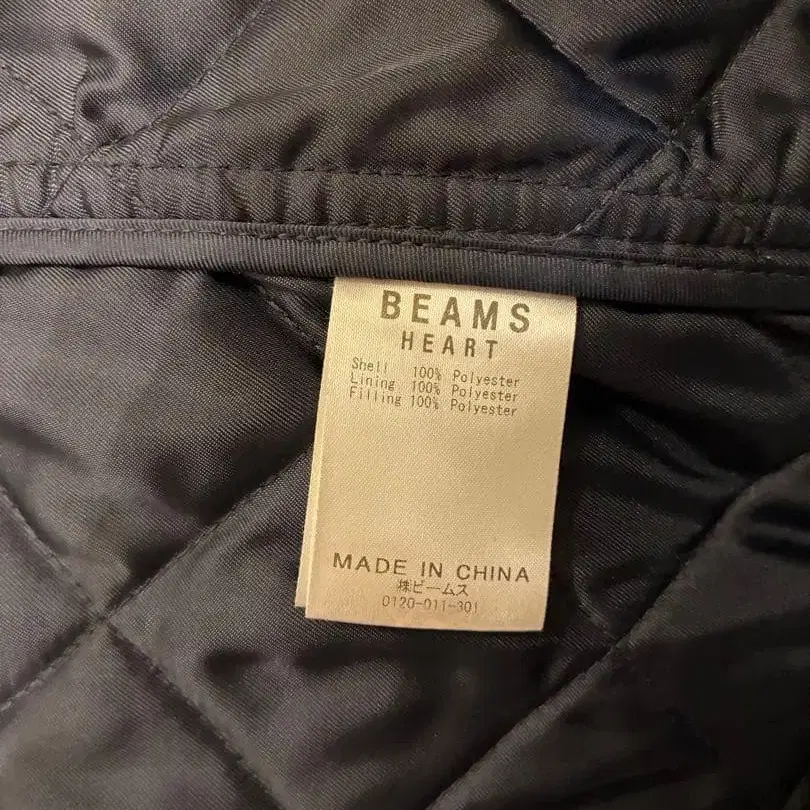 BEAMS
HEART
Shell 100% Polyester
Lining 100% Polyester
Filling 100% Polyester
MADE IN CHINA
㈱ビームス
0120-011-301